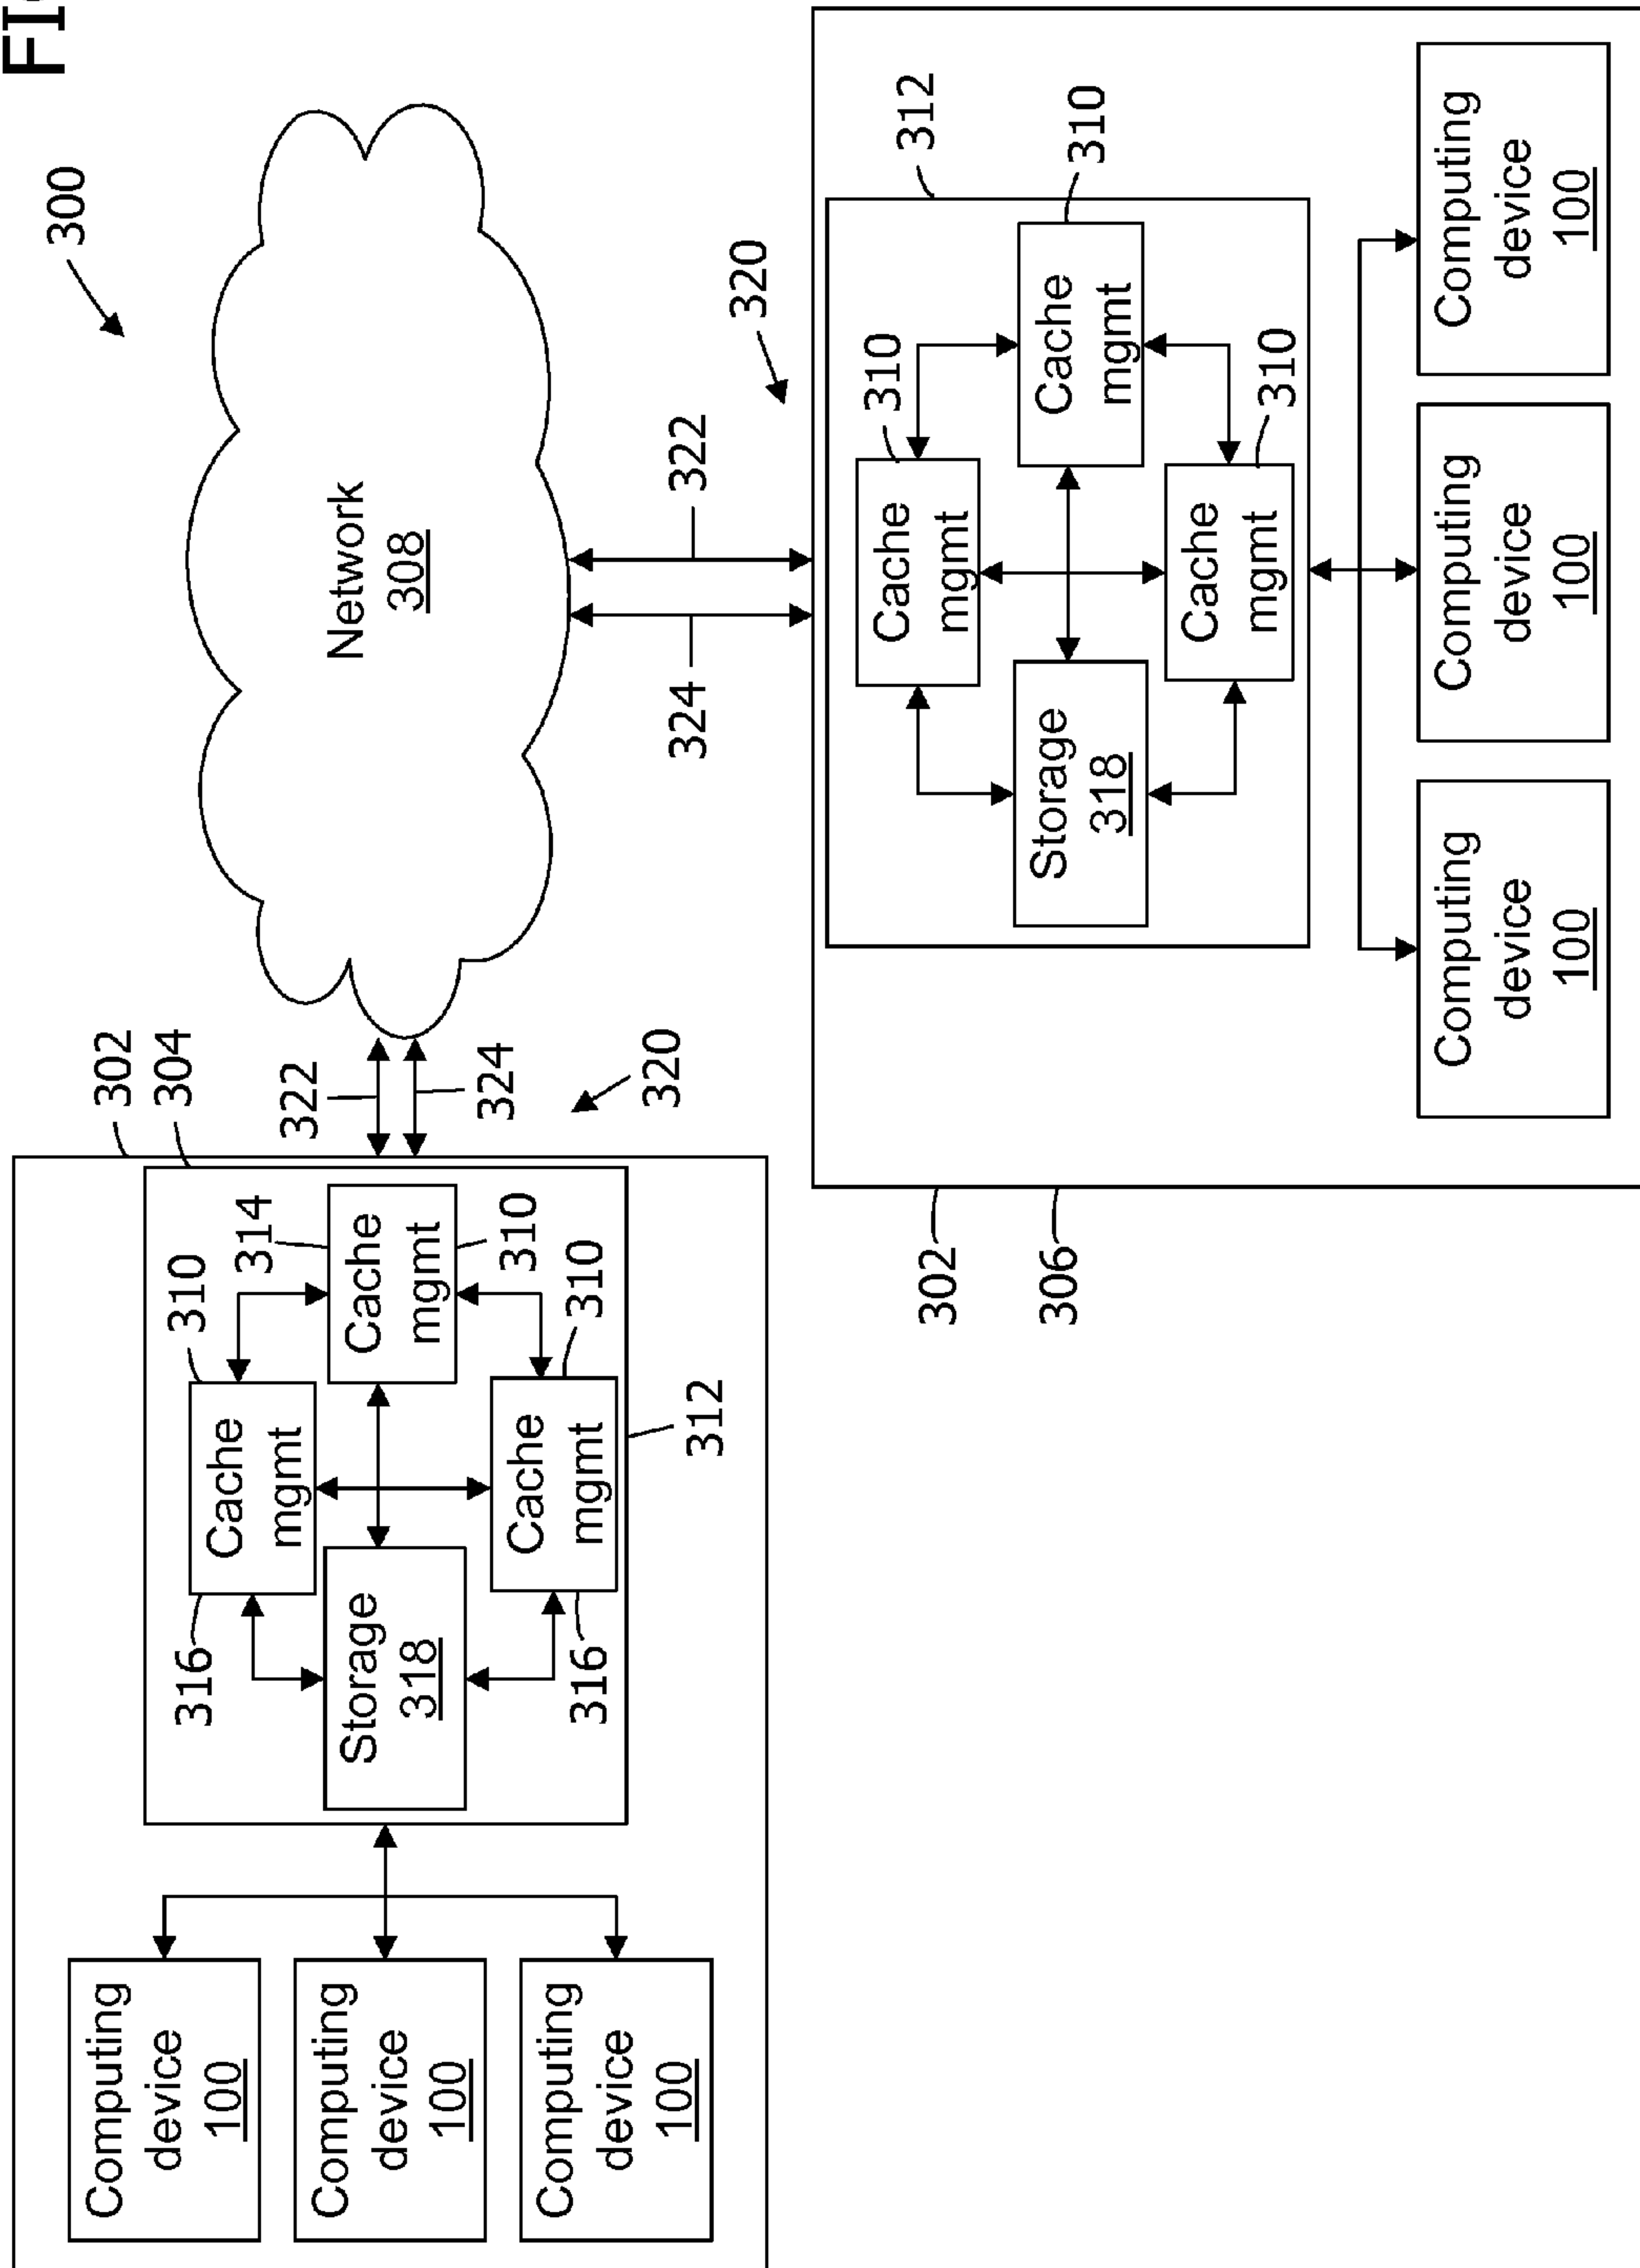 300
302
304
Computing
device
100
Computing
device
100
Computing
device
100
316
310
Cache
mgmt
314
Cache
mgmt
310
Storage
318
Cache
mgmt
310
316
312
322
324
320
Network
308
324
322
320
302
306
312
310
Cache
mgmt
310
Cache
mgmt
Storage
318
310
Cache
mgmt
Computing
device
100
Computing
device
100
Computing
device
100